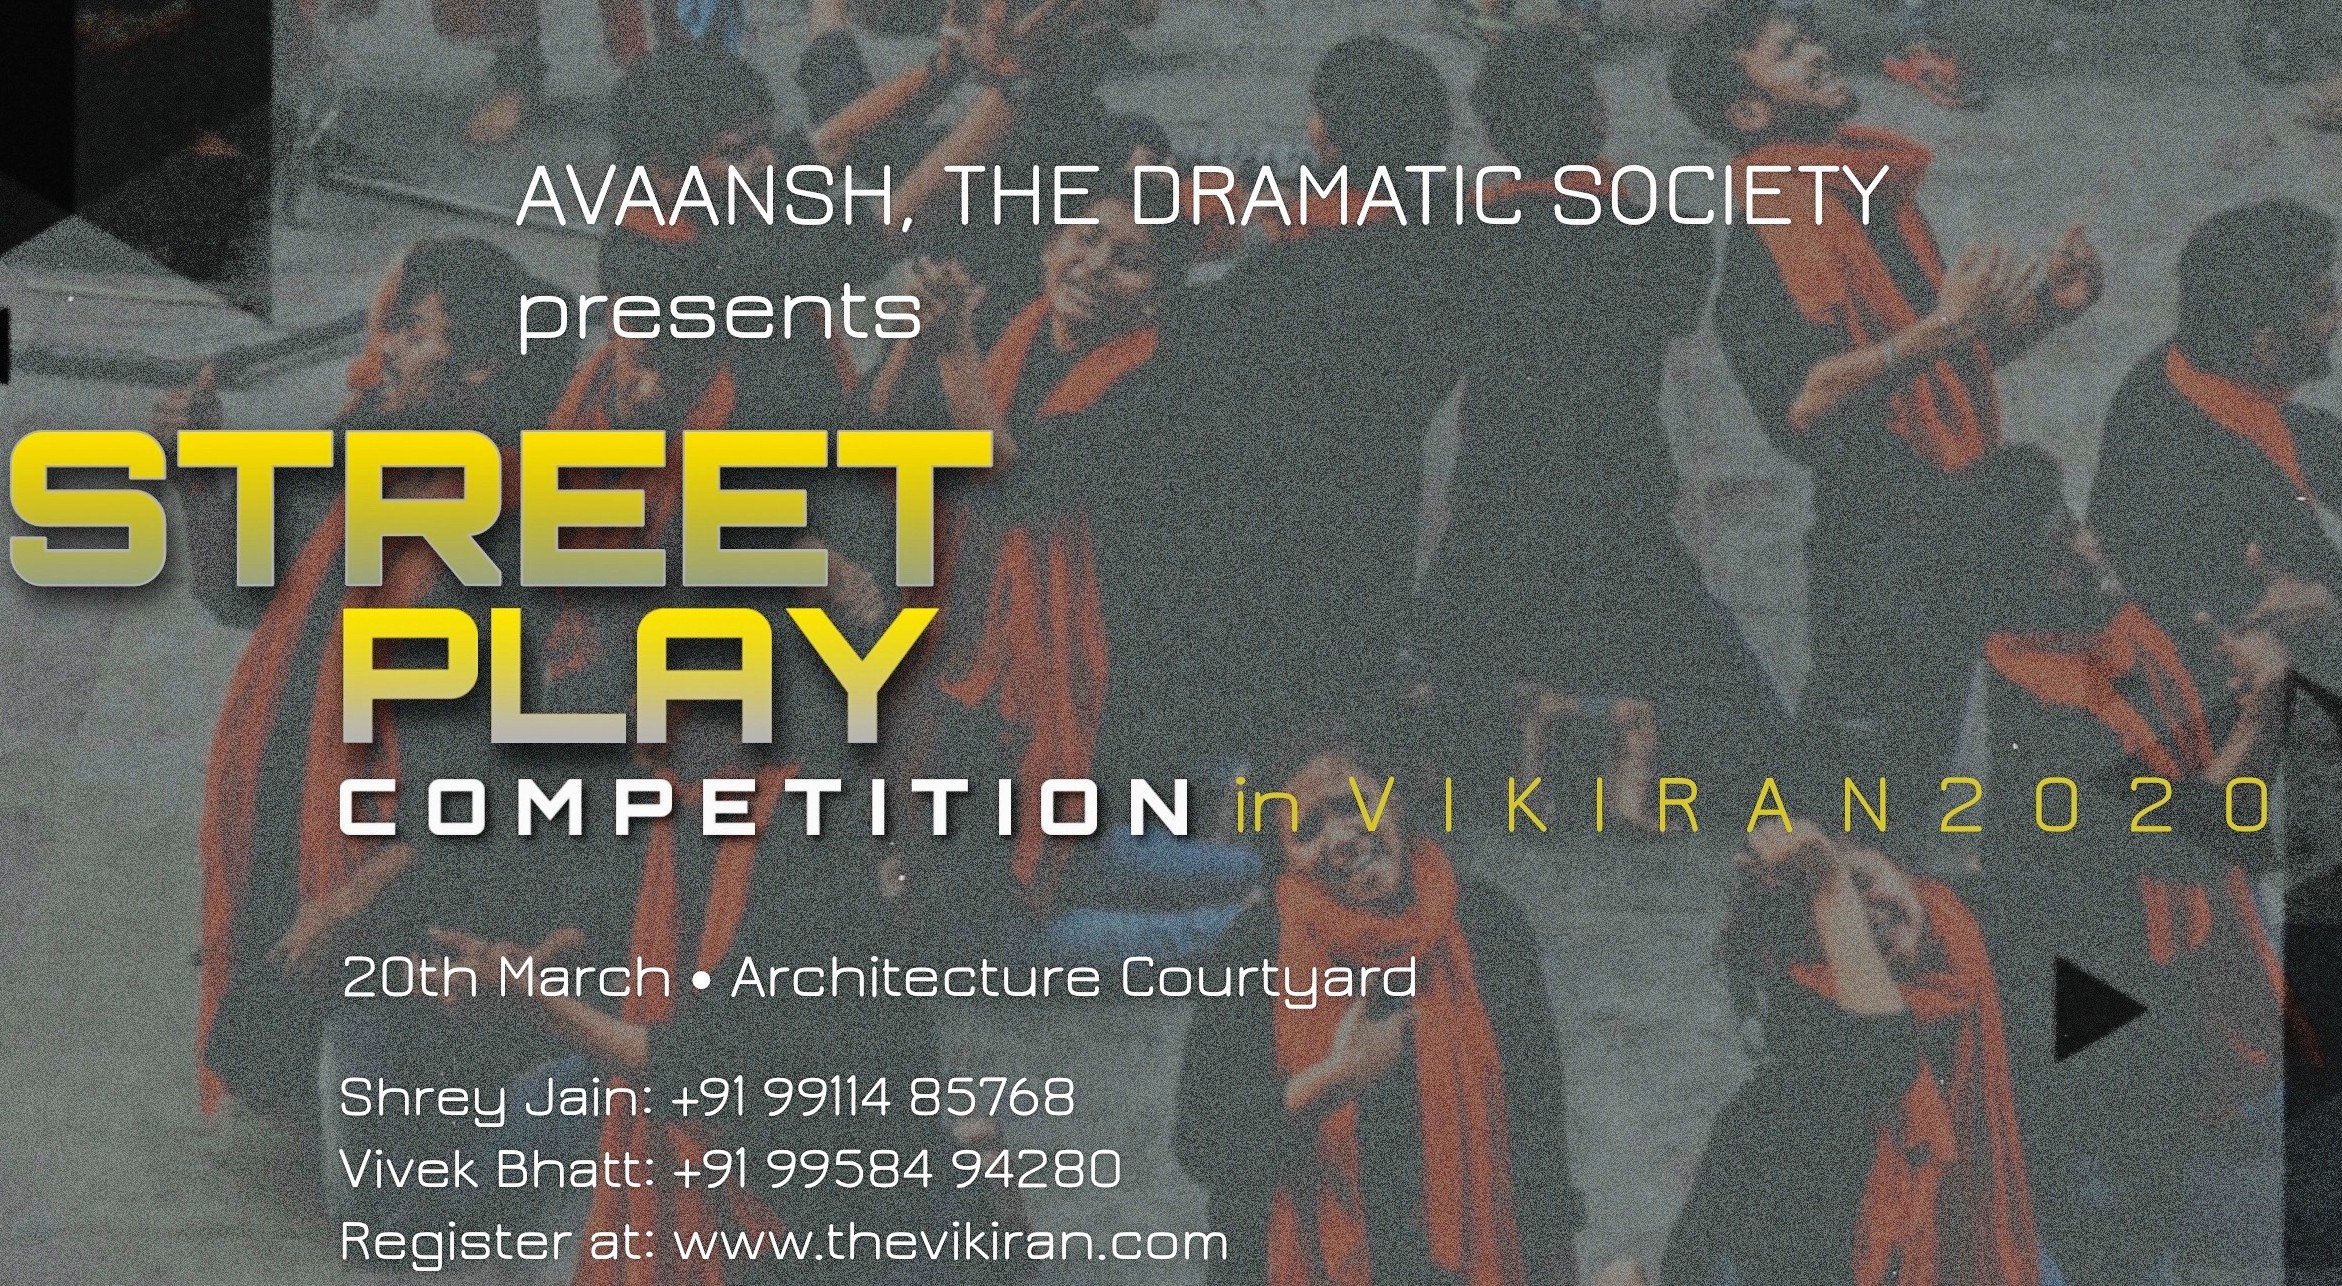 AVAANSH, THE DRAMATIC SOCIETY
presents
STREET
PLAY
COMPETITION in VIKIRAN2020
20th March • Architecture Courtyard
Shrey Jain: +91 99114 85768
Vivek Bhatt: +91 99584 94280
Register at: www.thevikiran.com